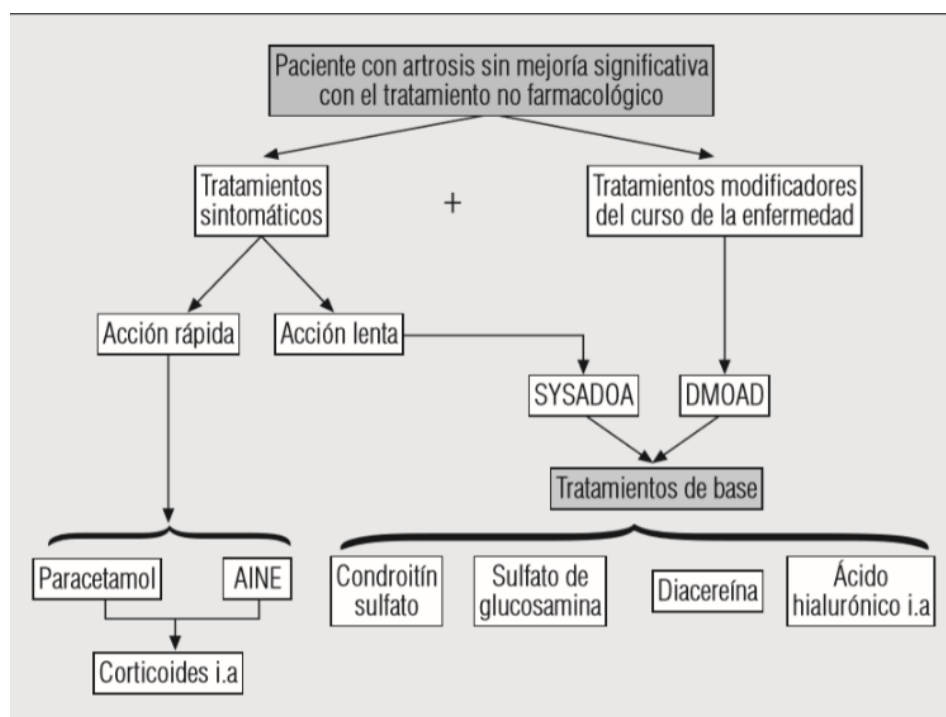 Paciente con artrosis sin mejoría significativa
con el tratamiento no farmacológico
Tratamientos
sintomáticos
+
Tratamientos modificadores
del curso de la enfermedad
Acción rápida
Acción lenta
SYSADOA
DMOAD
Tratamientos de base
Paracetamol
AINE
Condroitín
sulfato
Sulfato de
glucosamina
Diacereína
Ácido
hialurónico i.a
Corticoides i.a